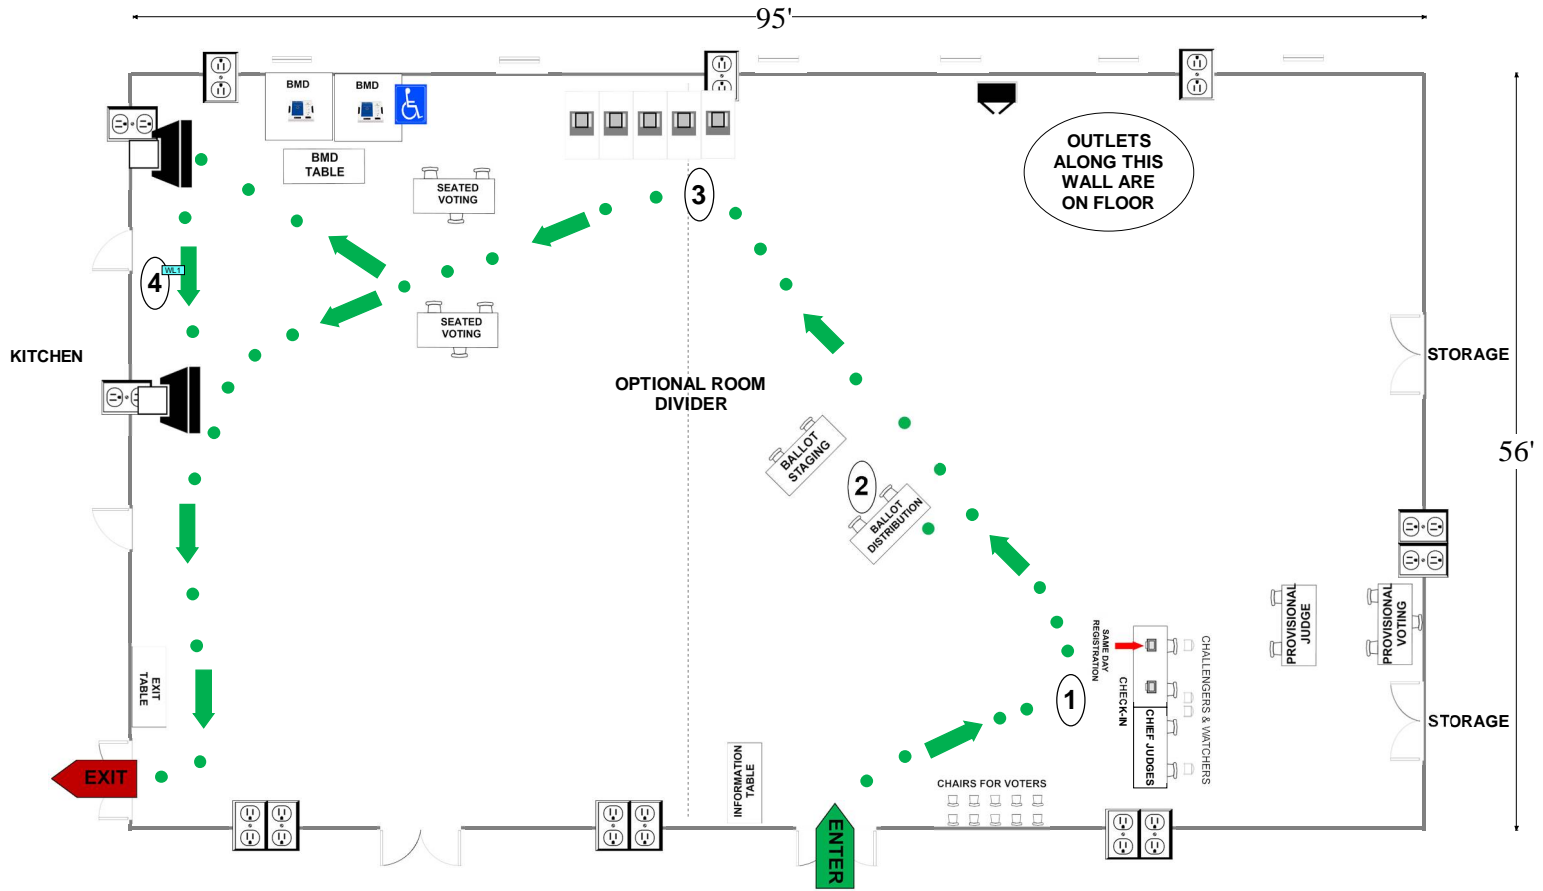 95'
BMD
BMD
BMD
TABLE
SEATED
VOTING
3
OUTLETS
ALONG THIS
WALL ARE
ON FLOOR
4
WL1
SEATED
VOTING
KITCHEN
STORAGE
OPTIONAL ROOM
DIVIDER
56'
BALLOT
STAGING
2
BALLOT
DISTRIBUTION
PROVISIONAL
JUDGE
PROVISIONAL
VOTING
SAME DAY
REGISTRATION
CHALLENGERS & WATCHERS
CHECK-IN
1
CHIEF JUDGES
EXIT
TABLE
STORAGE
EXIT
INFORMATION
TABLE
CHAIRS FOR VOTERS
ENTER